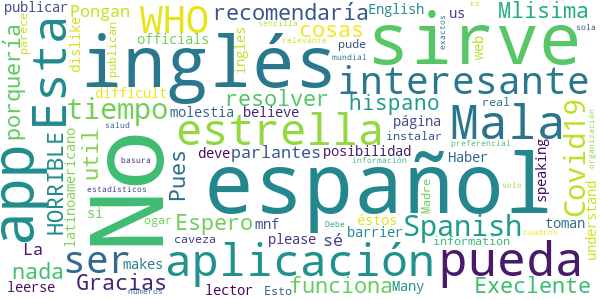 publicar
WHO
recomendaría
English
us
sirve
Mlisima
Pongan
parece
dislike
publican
officials
ingles
cosas
pude
web
exactos
sola
mundial
relevante
sencilla
porquería
Esta
inglés
interesante
difficult
resolver
hispano
real
tiempo
molestia
believe
página
instalar
Mala
Covid19
app
HORRIBLE
latinoamericano
util
No
salud
basura
estadísticos
Pues
estrella
deve
parlantes
posibilidad
Haber
preferencial
información
solo
speaking
understand
organización
si
ogar
Espero
mnf
español
sé
barrier
please
éstos
Madre
Spanish
information
Debe
cuadros
toman
La
nada
leerse
ser
makes
Gracias
números
caveza
aplicación
lector
Esto
funciona
Many
pueda
Execlente